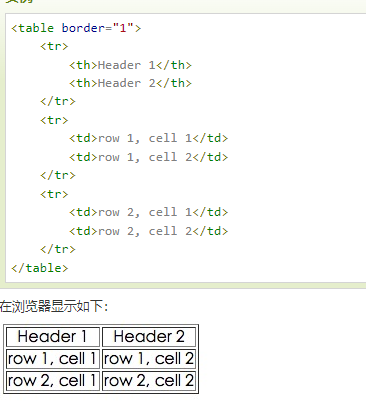 <table border="1">
    <tr>
        <th>Header 1</th>
        <th>Header 2</th>
    </tr>
    <tr>
        <td>row 1, cell 1</td>
        <td>row 1, cell 2</td>
    </tr>
    <tr>
        <td>row 2, cell 1</td>
        <td>row 2, cell 2</td>
    </tr>
</table>
在浏览器显示如下：
Header 1 Header 2
row 1, cell 1 row 1, cell 2
row 2, cell 1 row 2, cell 2